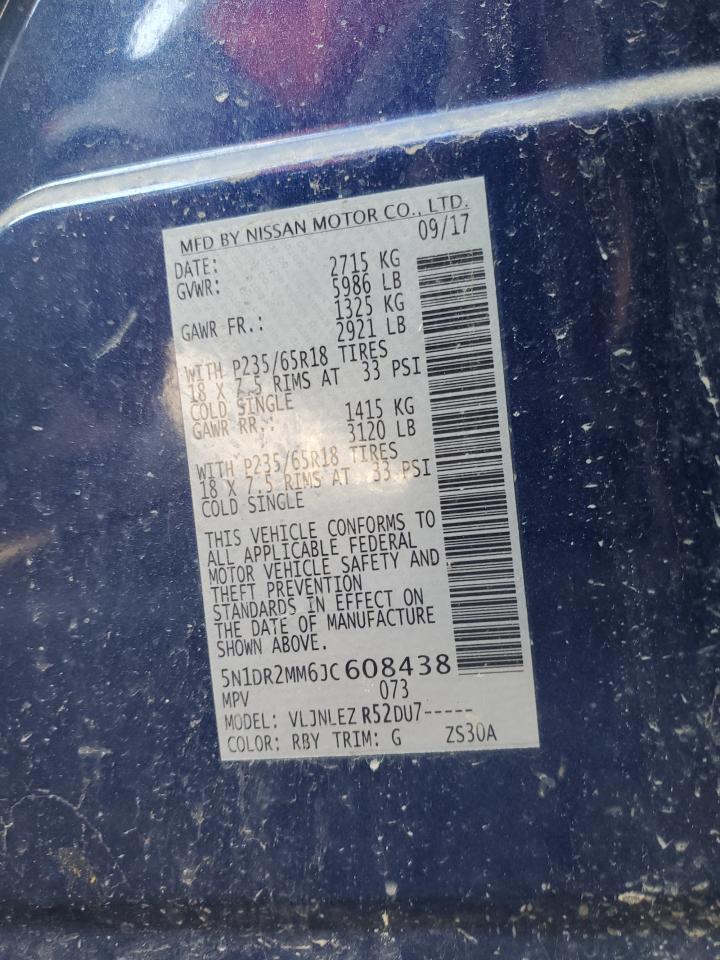 MFD BY NISSAN MOTOR CO., LTD.
DATE: 09/17
GVWR: 2715 KG
5986 LB
GAWR FR.: 1325 KG
2921 LB
WITH P235/65R18 TIRES
18 X 7.5 RIMS AT 33 PSI
COLD SINGLE
GAWR RR.: 1415 KG
3120 LB
WITH P235/65R18 TIRES
18 X 7.5 RIMS AT 33 PSI
COLD SINGLE
THIS VEHICLE CONFORMS TO
ALL APPLICABLE FEDERAL
MOTOR VEHICLE SAFETY AND
THEFT PREVENTION
STANDARDS IN EFFECT ON
THE DATE OF MANUFACTURE
SHOWN ABOVE.
5N1DR2MM6JC608438
MPV 073
MODEL: VLJNLEZ R52DU7-----
COLOR: RBY TRIM: G ZS30A